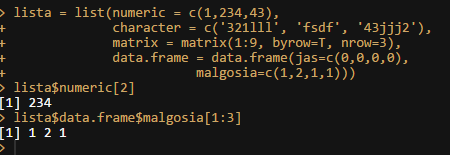 > lista = list(numeric = c(1,234,43),
+ character = c('321lll', 'fsdf', '43jjj2'),
+ matrix = matrix(1:9, byrow=T, nrow=3),
+ data.frame = data.frame(jas=c(0,0,0,0),
+ malgosia=c(1,2,1,1)))
> lista$numeric[2]
[1] 234
> lista$data.frame$malgosia[1:3]
[1] 1 2 1
>